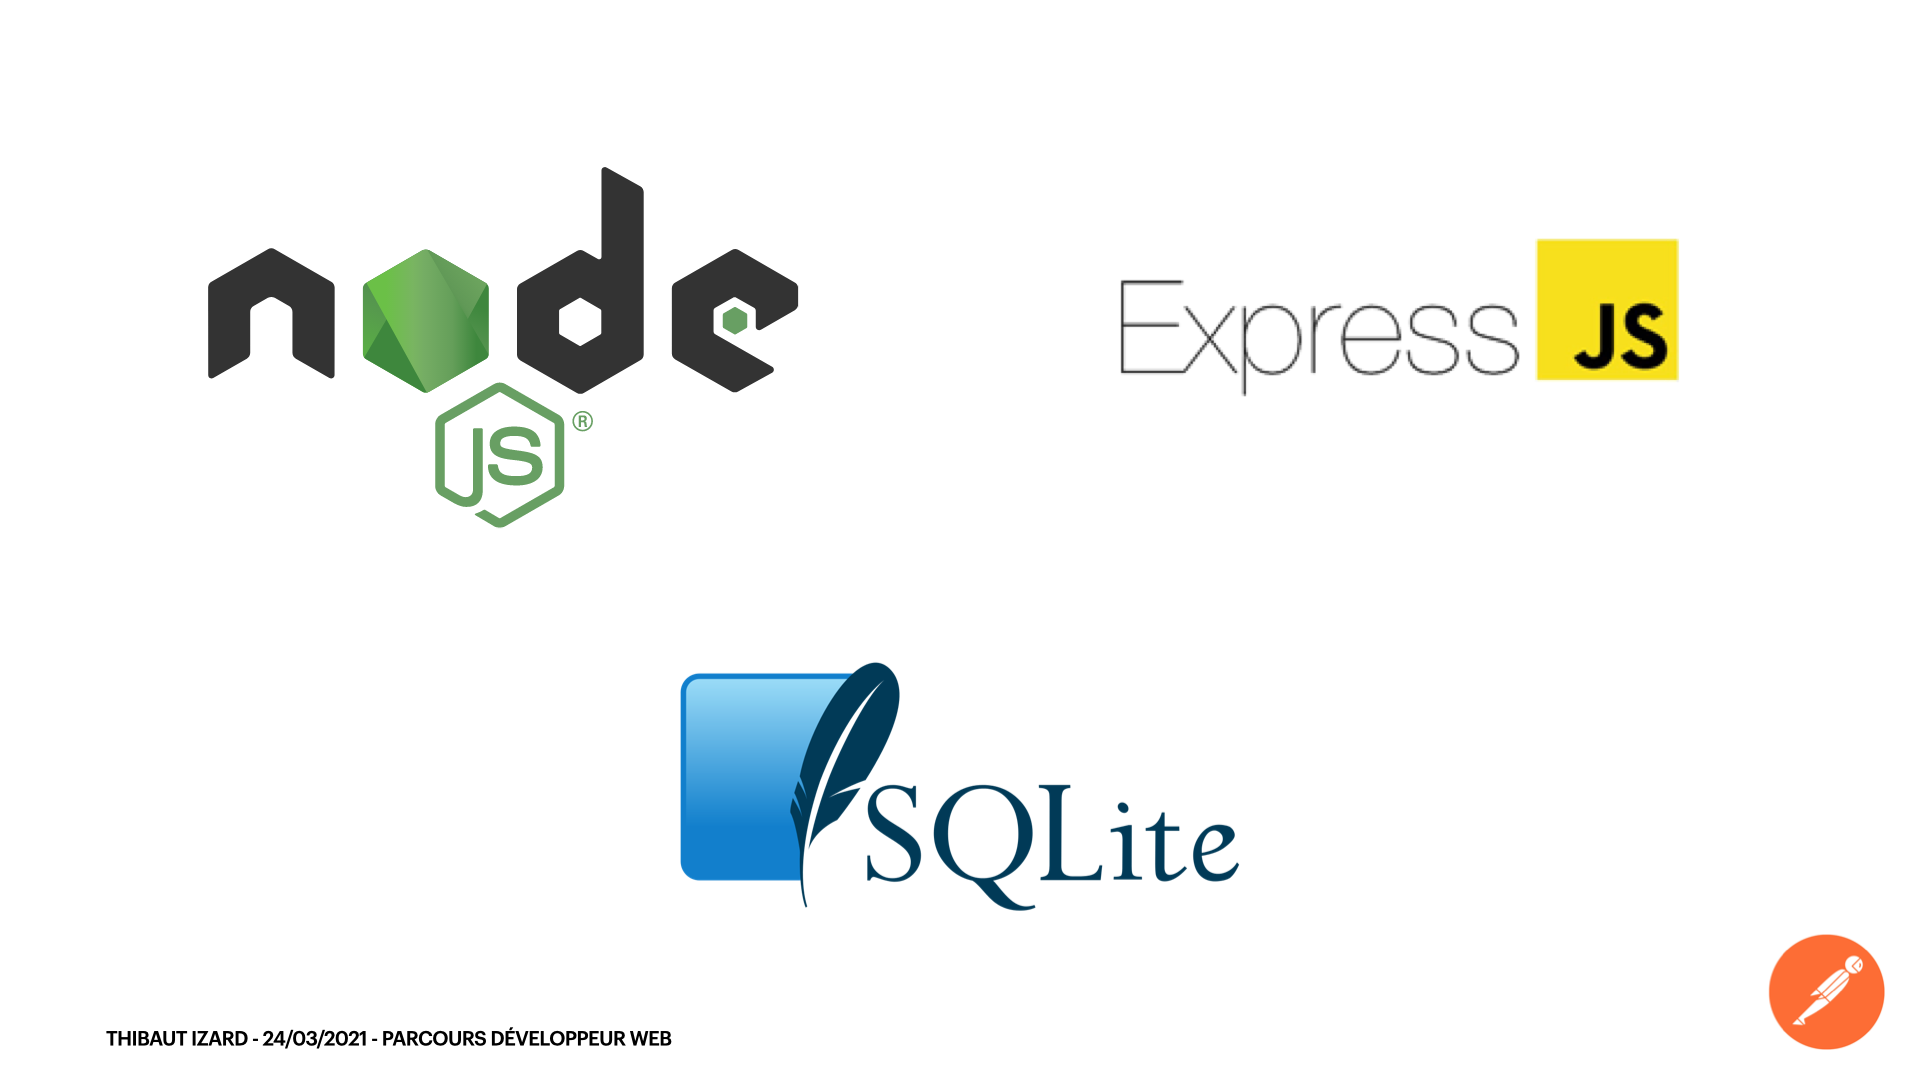 node
JS®
Express JS
SQLite
THIBAUT IZARD - 24/03/2021 - PARCOURS DÉVELOPPEUR WEB